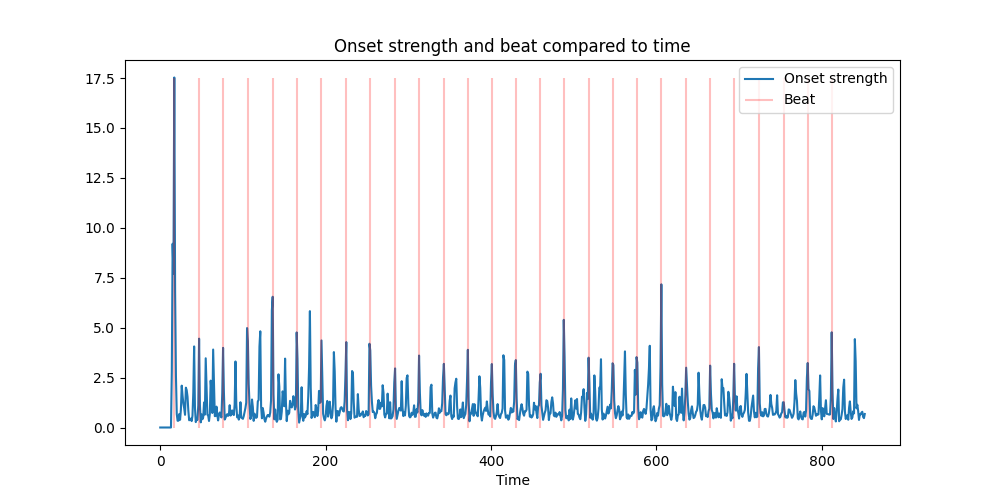 Onset strength and beat compared to time
17.5
15.0
12.5
10.0
7.5
5.0
2.5
0.0
Onset strength
Beat
0 200 400 600 800
Time